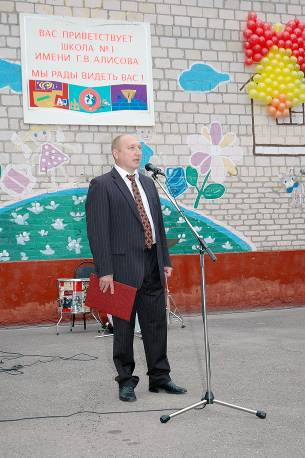 ВАС ПРИВЕТСТВУЕТ
ШКОЛА №1
ИМЕНИ Г.В.АЛИСОВА
МЫ РАДЫ ВИДЕТЬ ВАС !